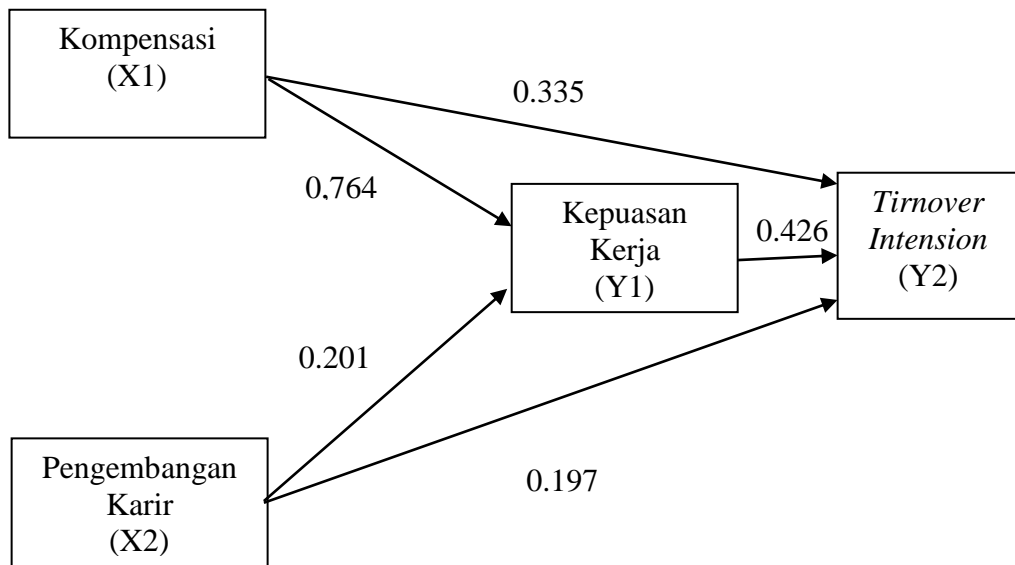 Kompensasi
(X1)
0.335
0,764
Kepuasan
Kerja
(Y1)
0.426
Tirnover
Intension
(Y2)
0.201
Pengembangan
Karir
(X2)
0.197